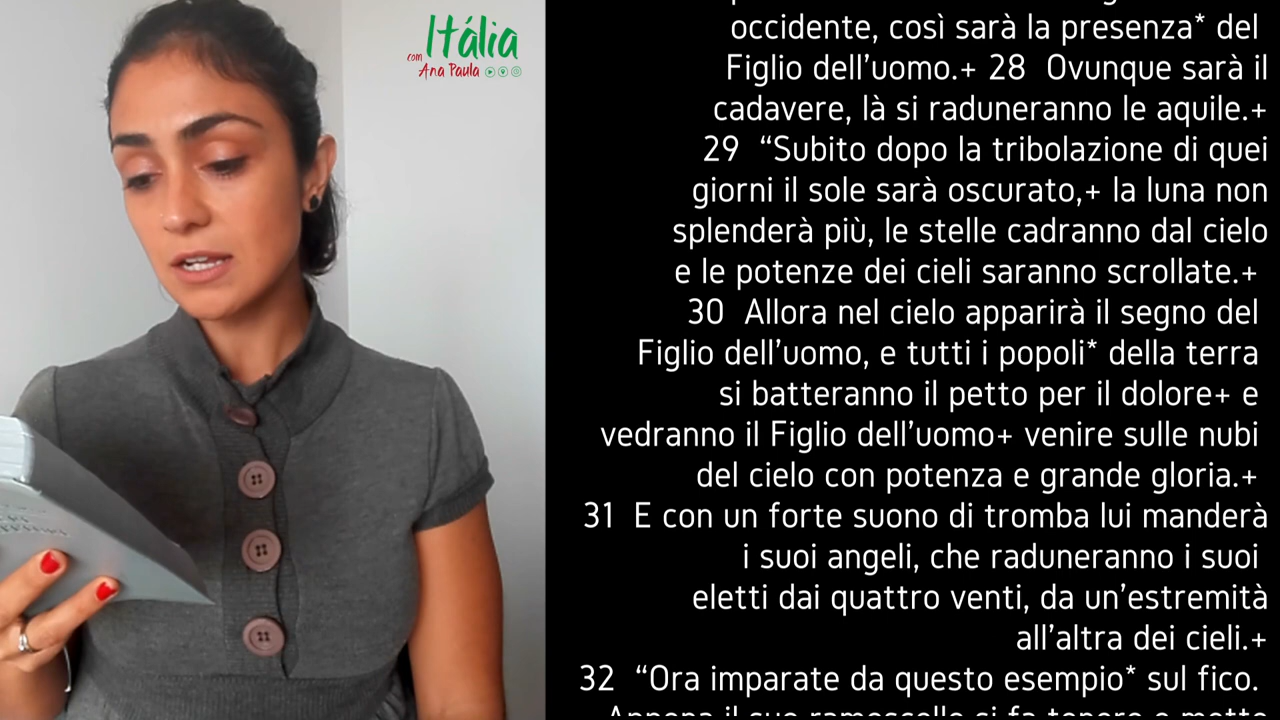 Itália
com
Ana Paula
occidente, così sarà la presenza* del
Figlio dell’uomo.+ 28 Ovunque sarà il
cadavere, là si raduneranno le aquile.+
29 “Subito dopo la tribolazione di quei
giorni il sole sarà oscurato,+ la luna non
splenderà più, le stelle cadranno dal cielo
e le potenze dei cieli saranno scrollate.+
30 Allora nel cielo apparirà il segno del
Figlio dell’uomo, e tutti i popoli* della terra
si batteranno il petto per il dolore+ e
vedranno il Figlio dell’uomo+ venire sulle nubi
del cielo con potenza e grande gloria.+
31 E con un forte suono di tromba lui manderà
i suoi angeli, che raduneranno i suoi
eletti dai quattro venti, da un’estremità
all’altra dei cieli.+
32 “Ora imparate da questo esempio* sul fico.